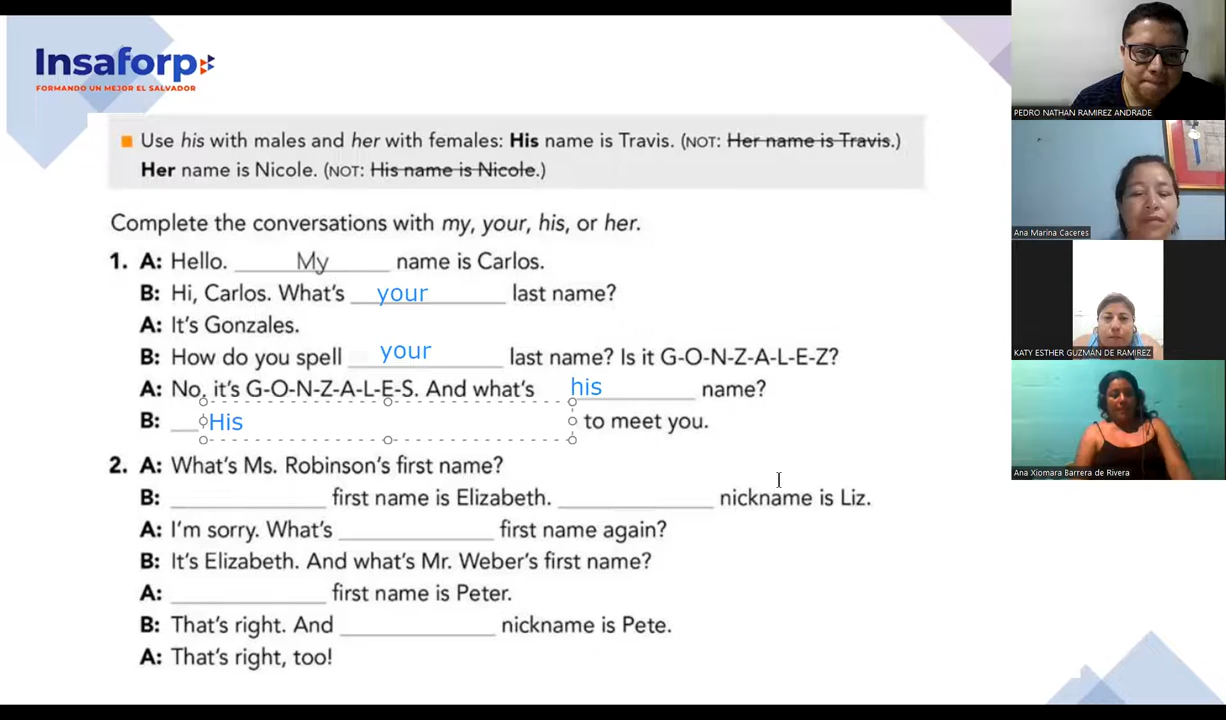 Insaforp
FORMANDO UN MEJOR EL SALVADOR
Use his with males and her with females: His name is Travis. (NOT: Her name is Travis.)
Her name is Nicole. (NOT: His name is Nicole.)
Complete the conversations with my, your, his, or her.
1. A: Hello. My name is Carlos.
B: Hi, Carlos. What's your last name?
A: It's Gonzales.
B: How do you spell your last name? Is it G-O-N-Z-A-L-E-Z?
A: No, it's G-O-N-Z-A-L-E-S. And what's his name?
B: His to meet you.
2. A: What's Ms. Robinson's first name?
B: first name is Elizabeth. nickname is Liz.
A: I'm sorry. What's first name again?
B: It's Elizabeth. And what's Mr. Weber's first name?
A: first name is Peter.
B: That's right. And nickname is Pete.
A: That's right, too!
PEDRO NATHAN RAMIREZ ANDRADE
Ana Marina Caceres
KATY ESTHER GUZMÁN DE RAMIREZ
Ana Xiomara Barrera de Rivera